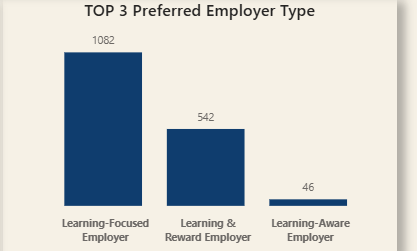 TOP 3 Preferred Employer Type
1082
542
46
Learning-Focused
Employer
Learning &
Reward Employer
Learning-Aware
Employer